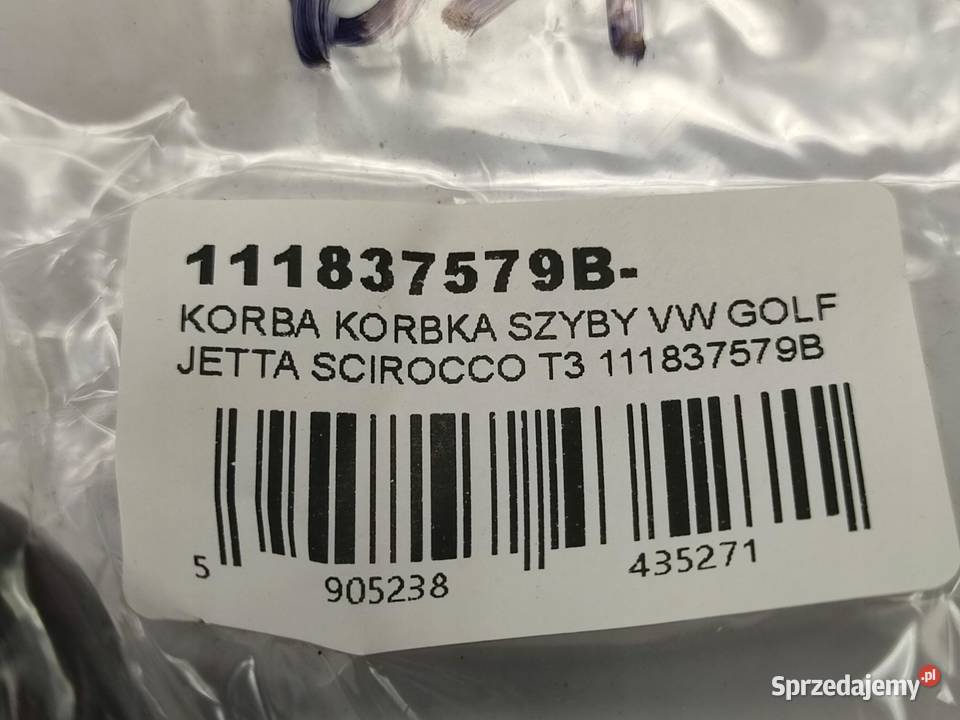 111837579B-
KORBA KORBKA SZYBY VW GOLF
JETTA SCIROCCO T3 111837579B
5 905238 435271
Sprzedajemy.pl